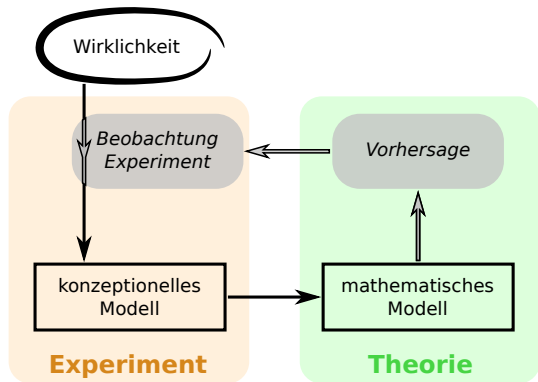 Wirklichkeit
Beobachtung
Experiment
Vorhersage
konzeptionelles
Modell
mathematisches
Modell
Experiment
Theorie